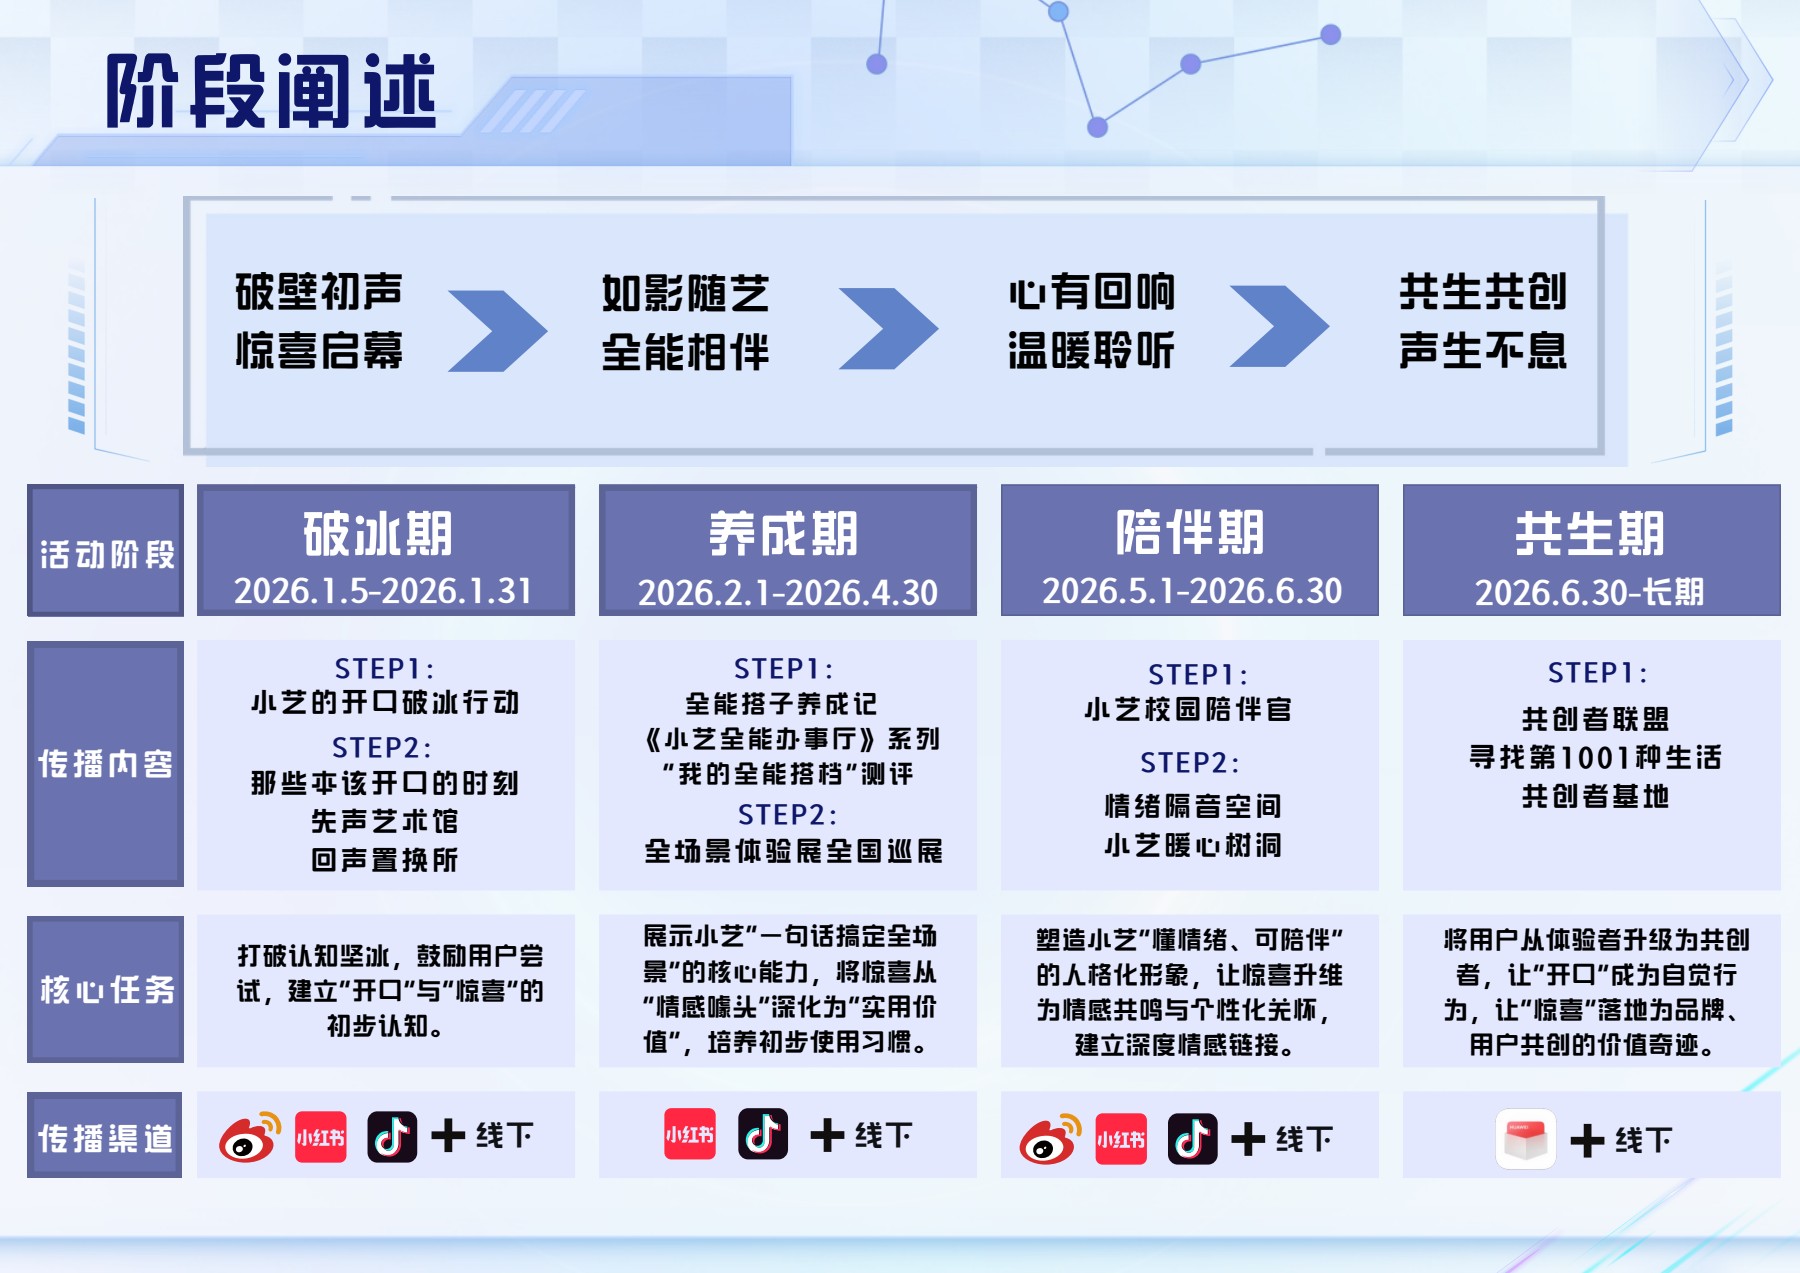 阶段阐述
破壁初声
惊喜启幕
如影随艺
全能相伴
心有回响
温暖聆听
共生共创
声生不息
活动阶段
破冰期
2026.1.5-2026.1.31
养成期
2026.2.1-2026.4.30
陪伴期
2026.5.1-2026.6.30
共生期
2026.6.30-长期
传播内容
STEP1:
小艺的开口破冰行动
STEP2:
那些本该开口的时刻
先声艺术馆
回声置换所
STEP1:
全能搭子养成记
《小艺全能办事厅》系列
"我的全能搭档"测评
STEP2:
全场景体验展全国巡展
STEP1:
小艺校园陪伴官
STEP2:
情绪隔音空间
小艺暖心树洞
STEP1:
共创者联盟
寻找第1001种生活
共创者基地
核心任务
打破认知坚冰，鼓励用户尝
试，建立"开口"与"惊喜"的
初步认知。
展示小艺"一句话搞定全场
景"的核心能力，将惊喜从
"情感噱头"深化为"实用价
值"，培养初步使用习惯。
塑造小艺"懂情绪、可陪伴"
的人格化形象，让惊喜升维
为情感共鸣与个性化关怀，
建立深度情感链接。
将用户从体验者升级为共创
者，让"开口"成为自觉行
为，让"惊喜"落地为品牌、
用户共创的价值奇迹。
传播渠道
小红书
+线下
小红书
+线下
小红书
+线下
HUAWEI
+线下